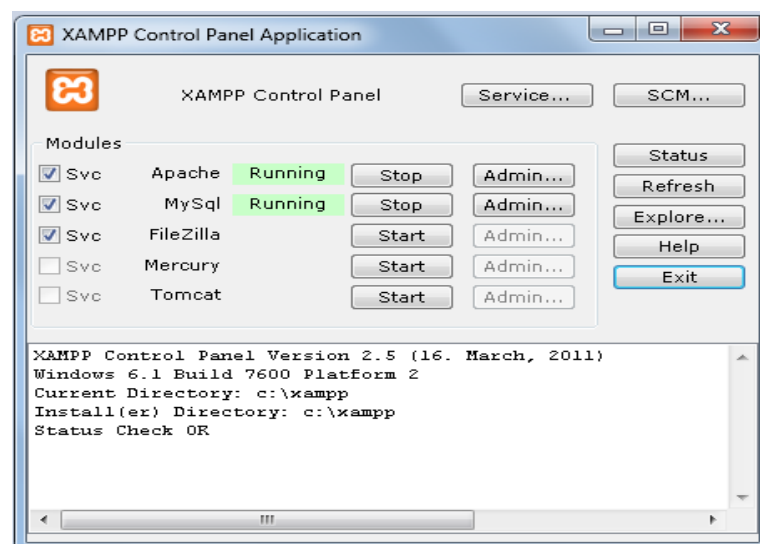 XAMPP Control Panel Application
XAMPP Control Panel Service... SCM...
Modules
Svc Apache Running Stop Admin...
Svc MySql Running Stop Admin...
Svc FileZilla Start Admin...
Svc Mercury Start Admin...
Svc Tomcat Start Admin...
Status
Refresh
Explore...
Help
Exit
XAMPP Control Panel Version 2.5 (16. March, 2011)
Windows 6.1 Build 7600 Platform 2
Current Directory: c:\xampp
Install(er) Directory: c:\xampp
Status Check OK